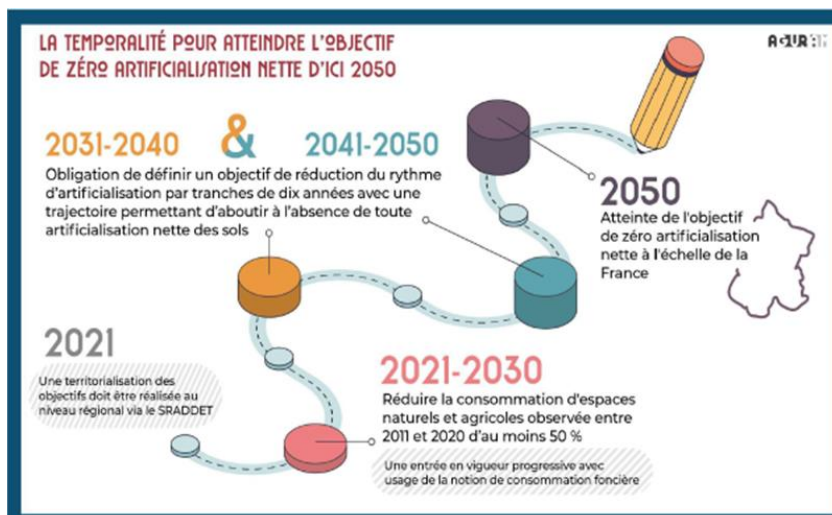 LA TEMPORALITÉ POUR ATTEINDRE L'OBJECTIF
DE ZÉRO ARTIFICIALISATION NETTE D'ICI 2050
AGUR
2031-2040 & 2041-2050
Obligation de définir un objectif de réduction du rythme
d'artificialisation par tranches de dix années avec une
trajectoire permettant d'aboutir à l'absence de toute
artificialisation nette des sols
2050
Atteinte de l'objectif
de zéro artificialisation
nette à l'échelle de la
France
2021
Une territorialisation des
objectifs doit être réalisée au
niveau régional via le SRADDET
2021-2030
Réduire la consommation d'espaces
naturels et agricoles observée entre
2011 et 2020 d'au moins 50 %
Une entrée en vigueur progressive avec
usage de la notion de consommation foncière